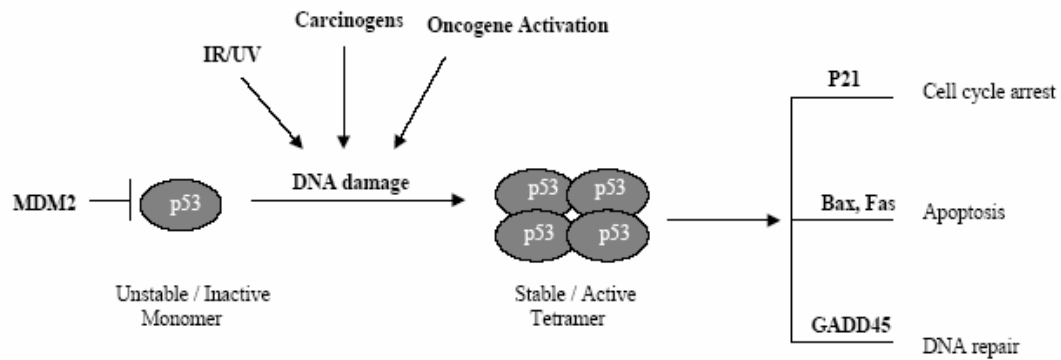 Carcinogens
Oncogene Activation
IR/UV
P21
Cell cycle arrest
DNA damage
MDM2
p53
p53
p53
p53
p53
Bax, Fas
Apoptosis
Unstable / Inactive
Monomer
Stable / Active
Tetramer
GADD45
DNA repair